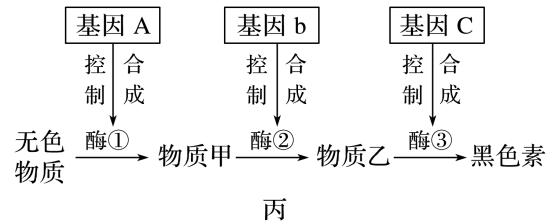 基因 A 基因 b 基因 C
控制 合成 控制 合成 控制 合成
无色物质 酶① 物质甲 酶② 物质乙 酶③ 黑色素
丙